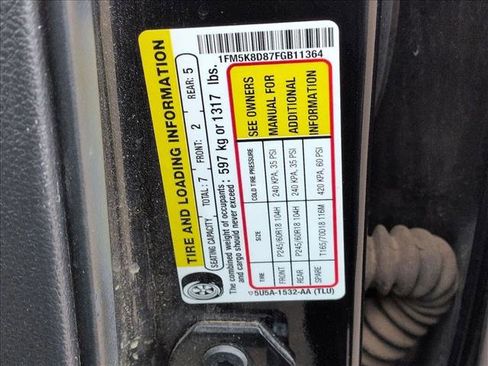 1FM5K8D87FGB11364
TIRE AND LOADING INFORMATION
SEATING CAPACITY: TOTAL: 7 FRONT: 2 REAR: 5
The combined weight of occupants and cargo should never exceed : 597 kg or 1317 lbs.
TIRE SIZE COLD TIRE PRESSURE
FRONT P245/60R18 104H 240 KPA, 35 PSI
REAR P245/60R18 104H 240 KPA, 35 PSI
SPARE T165/70D18 116M 420 KPA, 60 PSI
SEE OWNERS
MANUAL FOR
ADDITIONAL
INFORMATION
5U5A-1532-AA (TLU)